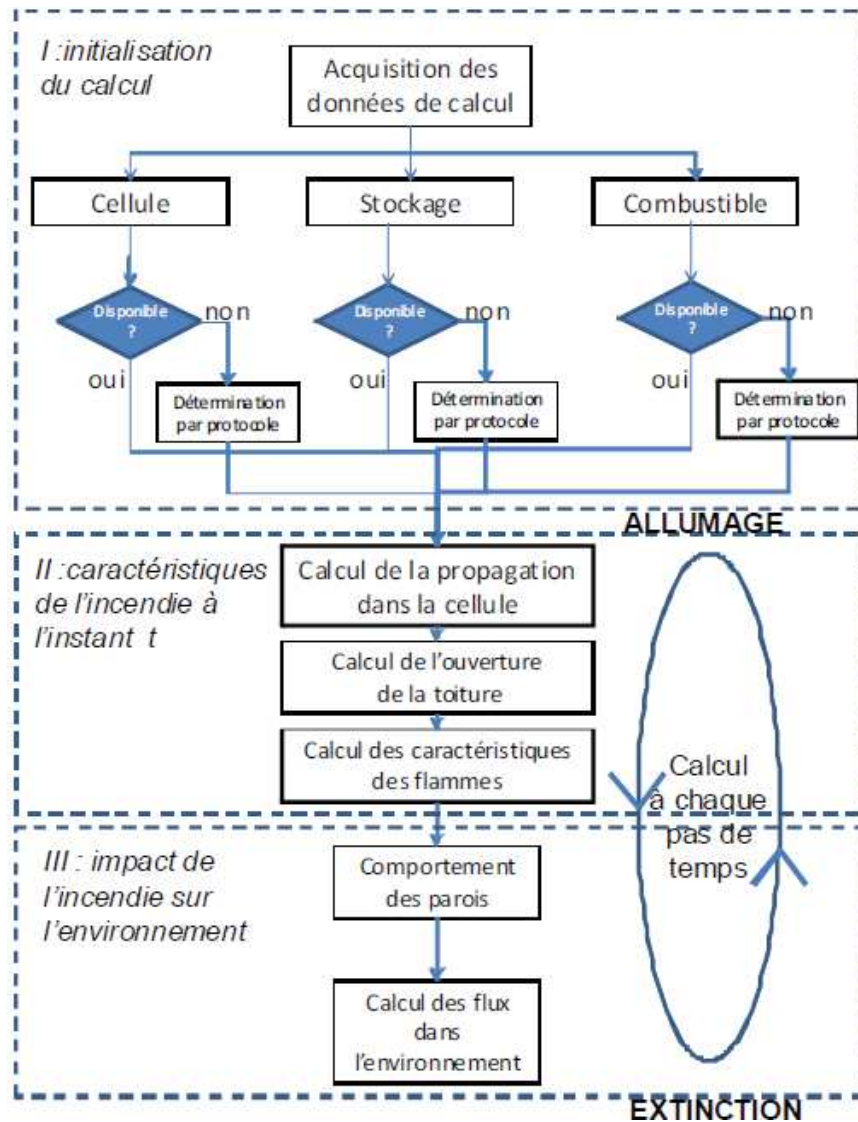 I :initialisation
du calcul
Acquisition des
données de calcul
Cellule
Stockage
Combustible
Disponible
?
non
oui
Disponible
?
non
oui
Disponible
?
non
oui
Détermination
par protocole
Détermination
par protocole
Détermination
par protocole
ALLUMAGE
II :caractéristiques
de l'incendie à
l'instant t
Calcul de la propagation
dans la cellule
Calcul de l'ouverture
de la toiture
Calcul des caractéristiques
des flammes
Calcul
à chaque
pas de
temps
III : impact de
l'incendie sur
l'environnement
Comportement
des parois
Calcul des flux
dans
l'environnement
EXTINCTION